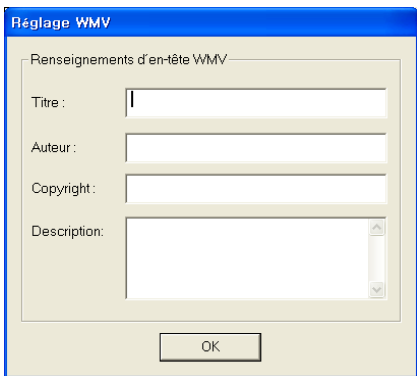 Réglage WMV
Renseignements d'en-tête WMV
Titre :
Auteur :
Copyright :
Description:
OK